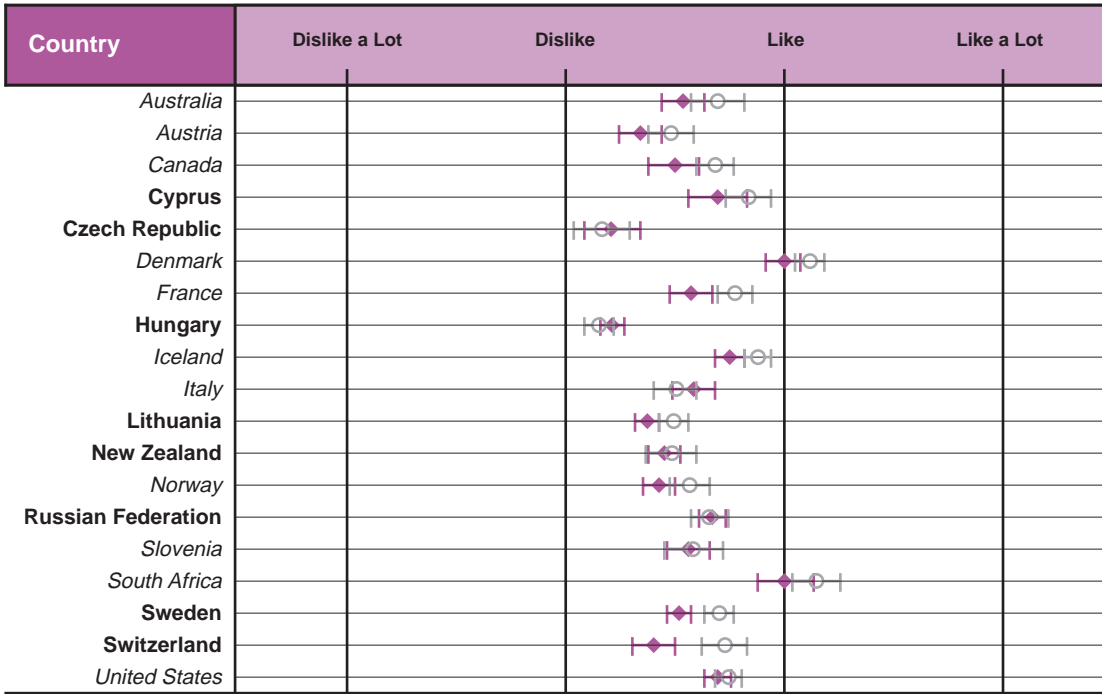 Country Dislike a Lot Dislike Like Like a Lot
Australia
Austria
Canada
Cyprus
Czech Republic
Denmark
France
Hungary
Iceland
Italy
Lithuania
New Zealand
Norway
Russian Federation
Slovenia
South Africa
Sweden
Switzerland
United States